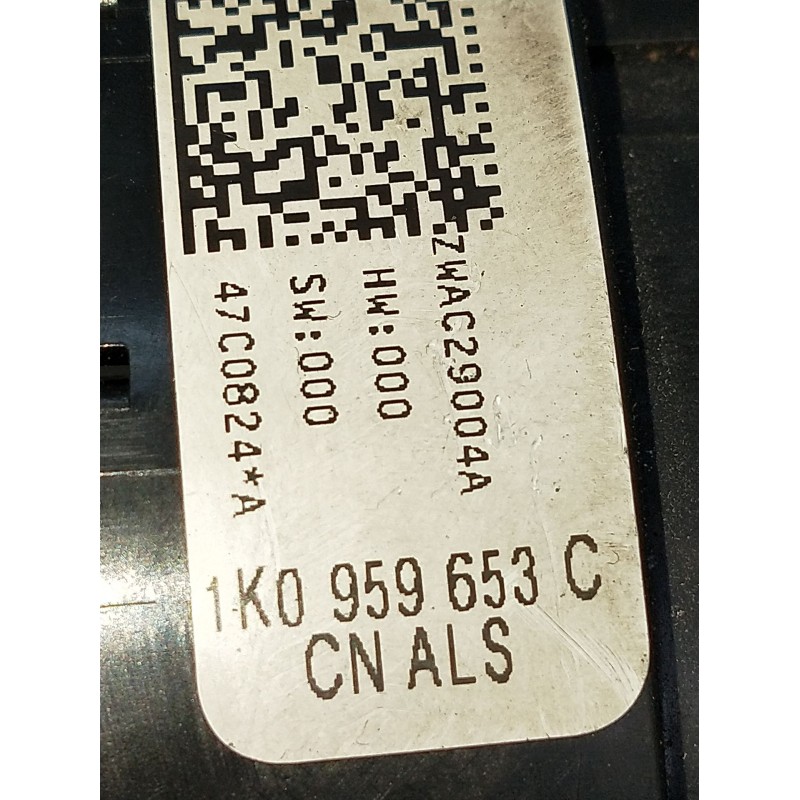 ZWAC29004A
HW:000
SW:000
47C0824*A
1K0 959 653 C
CN ALS